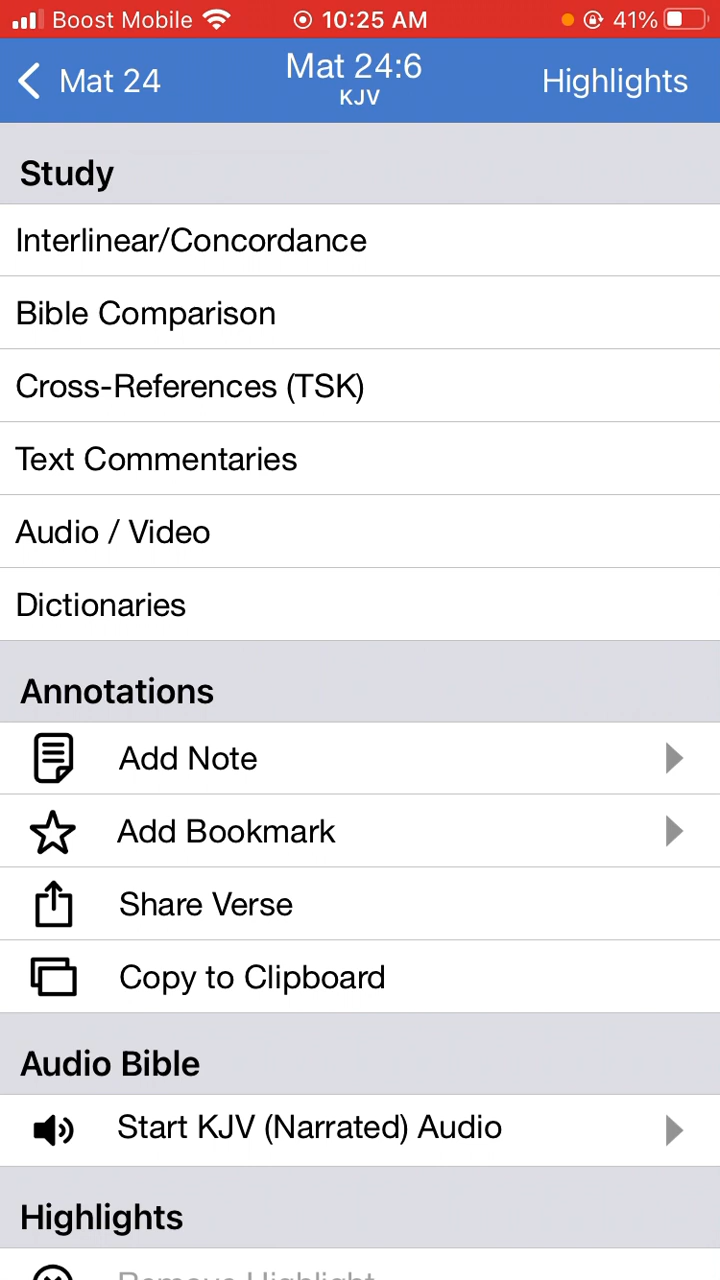 Boost Mobile 10:25 AM 41%
Mat 24 Mat 24:6 Highlights
KJV
Study
Interlinear/Concordance
Bible Comparison
Cross-References (TSK)
Text Commentaries
Audio / Video
Dictionaries
Annotations
Add Note
Add Bookmark
Share Verse
Copy to Clipboard
Audio Bible
Start KJV (Narrated) Audio
Highlights
Remove Highlight